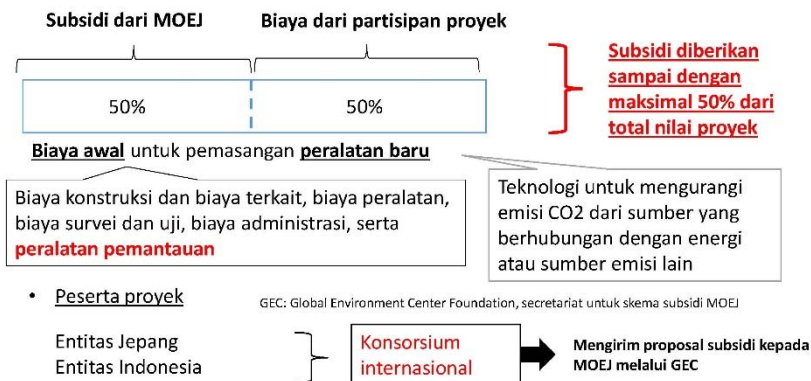 Subsidi dari MOEJ
Biaya dari partisipan proyek
50%
50%
Subsidi diberikan
sampai dengan
maksimal 50% dari
total nilai proyek
Biaya awal untuk pemasangan peralatan baru
Biaya konstruksi dan biaya terkait, biaya peralatan,
biaya survei dan uji, biaya administrasi, serta
peralatan pemantauan
Teknologi untuk mengurangi
emisi CO2 dari sumber yang
berhubungan dengan energi
atau sumber emisi lain
• Peserta proyek
GEC: Global Environment Center Foundation, secretariat untuk skema subsidi MOEJ
Entitas Jepang
Entitas Indonesia
Konsorsium
internasional
Mengirim proposal subsidi kepada
MOEJ melalui GEC